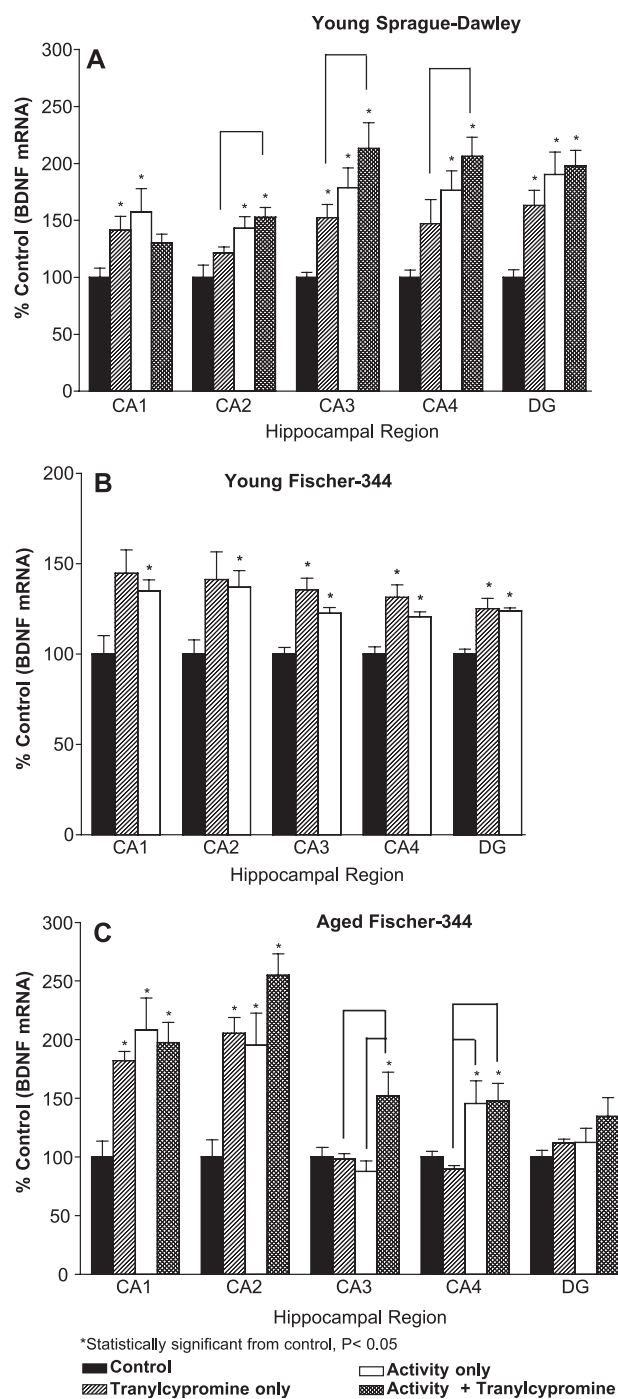 Young Sprague-Dawley
A
300
250
200
150
100
50
0
% Control (BDNF mRNA)
* * * * * * * * * * * *
CA1 CA2 CA3 CA4 DG
Hippocampal Region
B
Young Fischer-344
200
150
100
50
0
% Control (BDNF mRNA)
* * * * * * * *
CA1 CA2 CA3 CA4 DG
Hippocampal Region
C
Aged Fischer-344
300
250
200
150
100
50
0
% Control (BDNF mRNA)
* * * * * * * * *
CA1 CA2 CA3 CA4 DG
Hippocampal Region
*Statistically significant from control, P< 0.05
Control Activity only
Tranylcypromine only Activity + Tranylcypromine